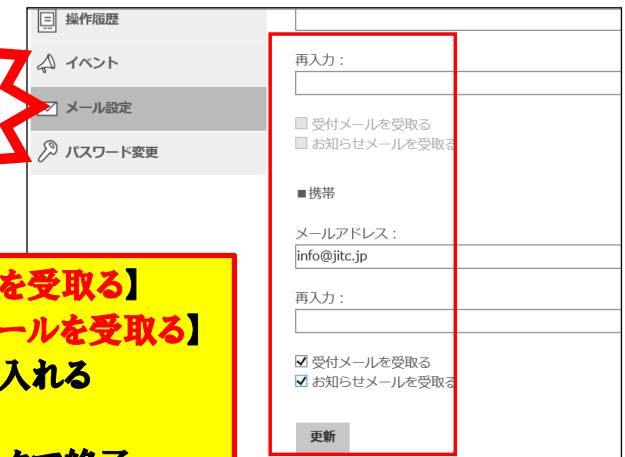 操作履歴
イベント
メール設定
パスワード変更
再入力：
受付メールを受取る
お知らせメールを受取る
■携帯
メールアドレス：
info@jitc.jp
再入力：
受付メールを受取る
お知らせメールを受取る
更新
を受取る】
ールを受取る】
入れる